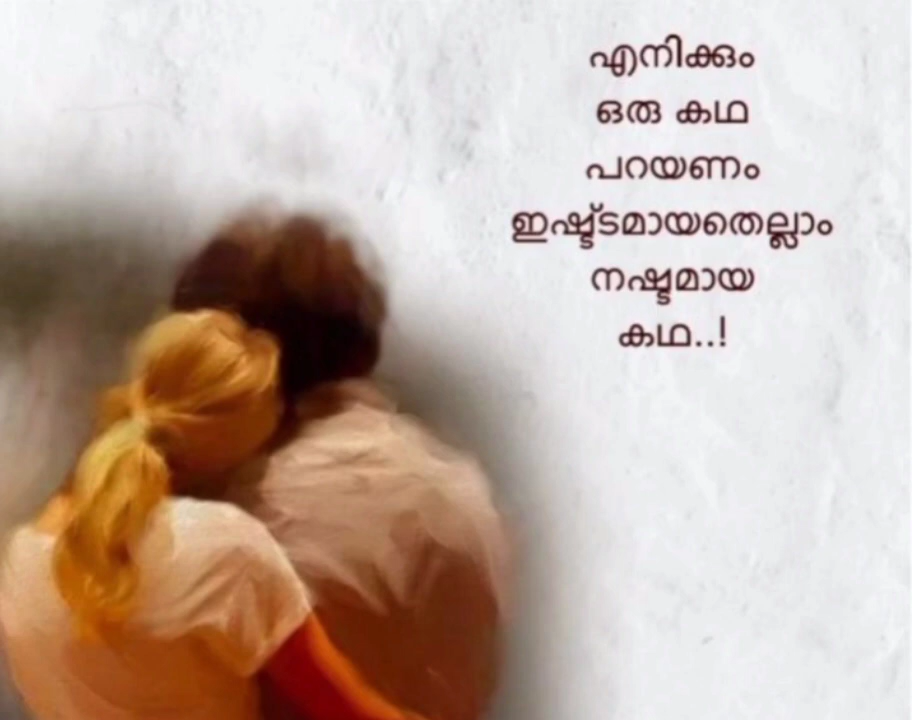 എനിക്കും
ഒരു കഥ
പറയണം
ഇഷ്ട്ടമായതെല്ലാം
നഷ്ടമായ
കഥ..!